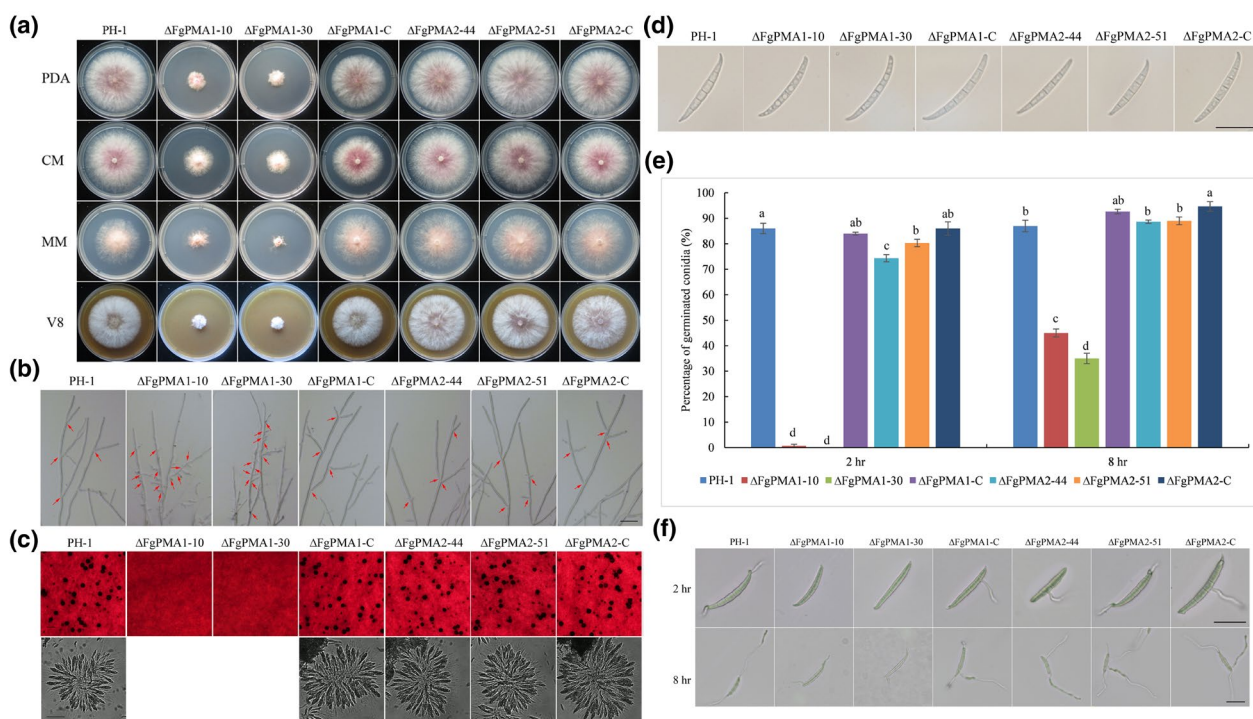 (a)
PH-1 ΔFgPMA1-10 ΔFgPMA1-30 ΔFgPMA1-C ΔFgPMA2-44 ΔFgPMA2-51 ΔFgPMA2-C
PDA
CM
MM
V8
(b)
PH-1 ΔFgPMA1-10 ΔFgPMA1-30 ΔFgPMA1-C ΔFgPMA2-44 ΔFgPMA2-51 ΔFgPMA2-C
(c)
PH-1 ΔFgPMA1-10 ΔFgPMA1-30 ΔFgPMA1-C ΔFgPMA2-44 ΔFgPMA2-51 ΔFgPMA2-C
(d)
PH-1 ΔFgPMA1-10 ΔFgPMA1-30 ΔFgPMA1-C ΔFgPMA2-44 ΔFgPMA2-51 ΔFgPMA2-C
(e)
Percentage of germinated conidia (%)
100
90
80
70
60
50
40
30
20
10
0
a d d ab c b ab a c d ab b b a
2 hr 8 hr
PH-1 ΔFgPMA1-10 ΔFgPMA1-30 ΔFgPMA1-C ΔFgPMA2-44 ΔFgPMA2-51 ΔFgPMA2-C
(f)
PH-1 ΔFgPMA1-10 ΔFgPMA1-30 ΔFgPMA1-C ΔFgPMA2-44 ΔFgPMA2-51 ΔFgPMA2-C
2 hr
8 hr